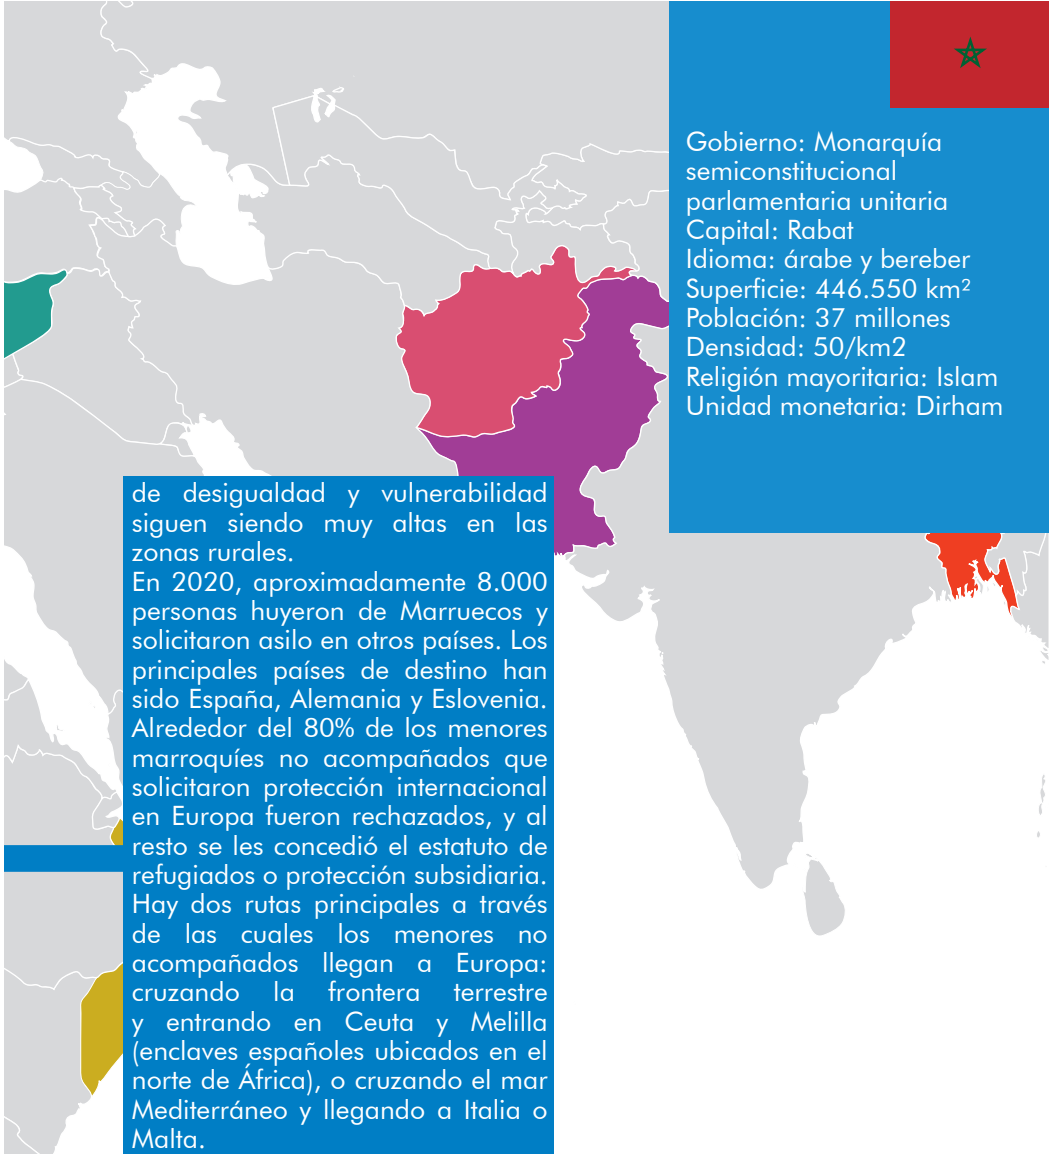 Gobierno: Monarquía
semiconstitucional
parlamentaria unitaria
Capital: Rabat
Idioma: árabe y bereber
Superficie: 446.550 km²
Población: 37 millones
Densidad: 50/km2
Religión mayoritaria: Islam
Unidad monetaria: Dirham
de desigualdad y vulnerabilidad
siguen siendo muy altas en las
zonas rurales.
En 2020, aproximadamente 8.000
personas huyeron de Marruecos y
solicitaron asilo en otros países. Los
principales países de destino han
sido España, Alemania y Eslovenia.
Alrededor del 80% de los menores
marroquíes no acompañados que
solicitaron protección internacional
en Europa fueron rechazados, y al
resto se les concedió el estatuto de
refugiados o protección subsidiaria.
Hay dos rutas principales a través
de las cuales los menores no
acompañados llegan a Europa:
cruzando la frontera terrestre
y entrando en Ceuta y Melilla
(enclaves españoles ubicados en el
norte de África), o cruzando el mar
Mediterráneo y llegando a Italia o
Malta.